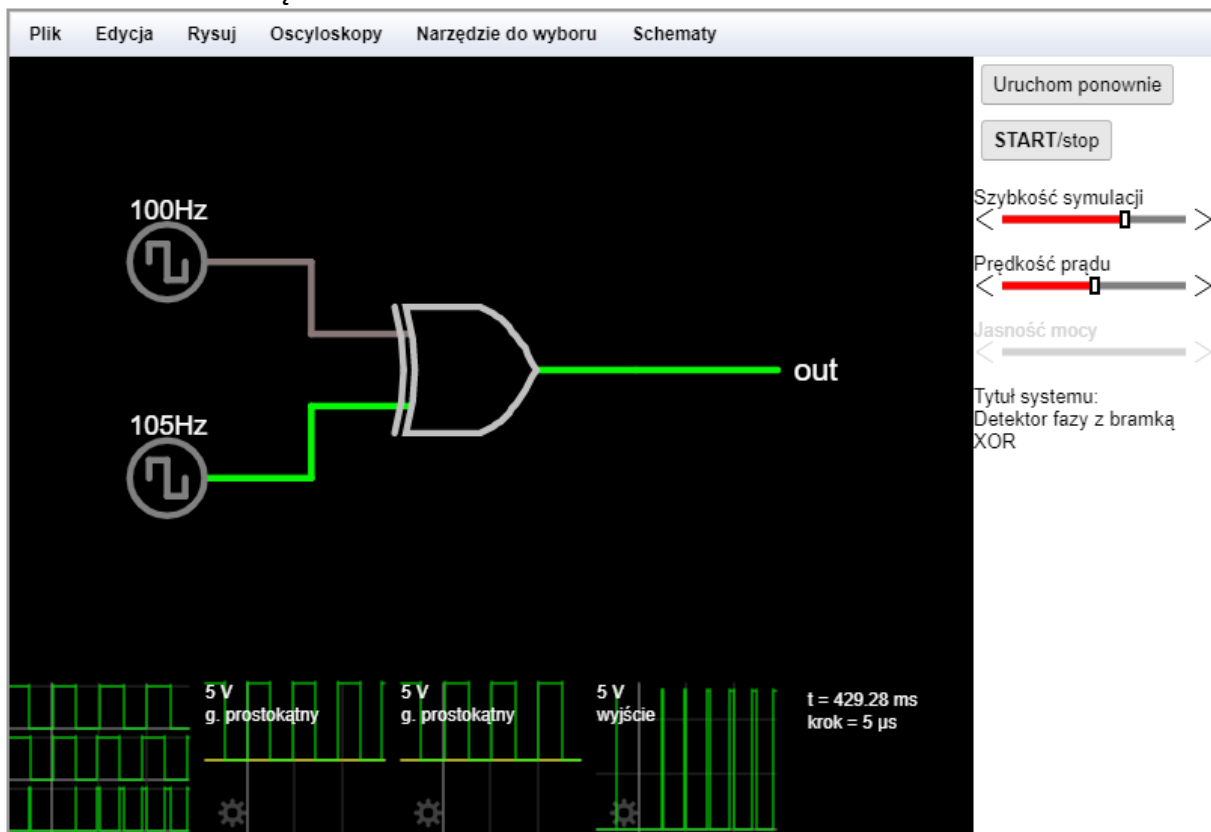 Plik Edycja Rysuj Oscyloskopy Narzędzie do wyboru Schematy
Uruchom ponownie
START/stop
Szybkość symulacji
Prędkość prądu
Jasność mocy
Tytuł systemu:
Detektor fazy z bramką
XOR
100Hz
out
105Hz
5 V
g. prostokątny
5 V
g. prostokątny
5 V
wyjście
t = 429.28 ms
krok = 5 µs